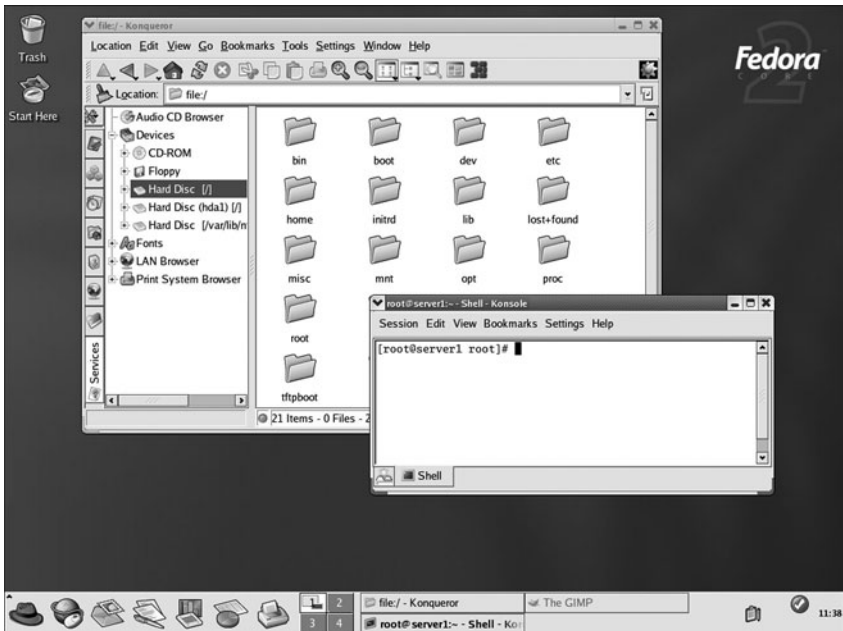 Trash
Start Here
file:/ - Konqueror
Location Edit View Go Bookmarks Tools Settings Window Help
Location: file:/
Audio CD Browser
Devices
CD-ROM
Floppy
Hard Disc [/]
Hard Disc (hda1) [/]
Hard Disc [/var/lib/n
Fonts
LAN Browser
Print System Browser
Services
bin boot dev etc
home initrd lib lost+found
misc mnt opt proc
root
tftpboot
21 Items - 0 Files - 2
Fedora
CORE
2
root@server1:~ - Shell - Konsole
Session Edit View Bookmarks Settings Help
[root@server1 root]#
Shell
1 2
3 4
file:/ - Konqueror
The GIMP
root@server1:~ - Shell - Kon
11:38